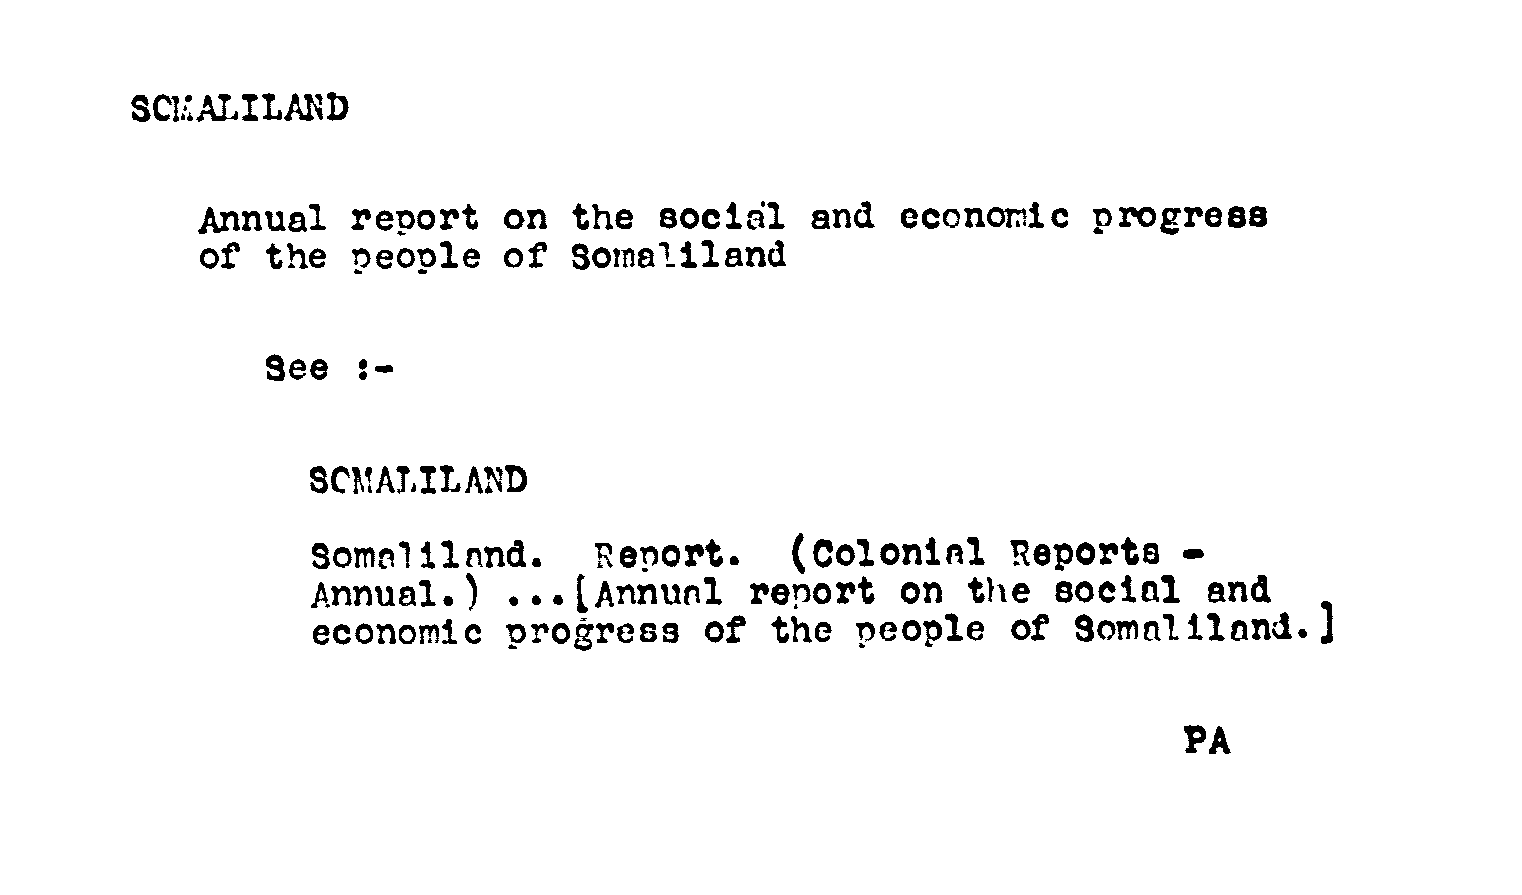 SOMALILAND
Annual report on the social and economic progress
of the people of Somaliland
See :-
SOMALILAND
Somaliland. Report. (Colonial Reports -
Annual.) ...[Annual report on the social and
economic progress of the people of Somaliland.]
PA